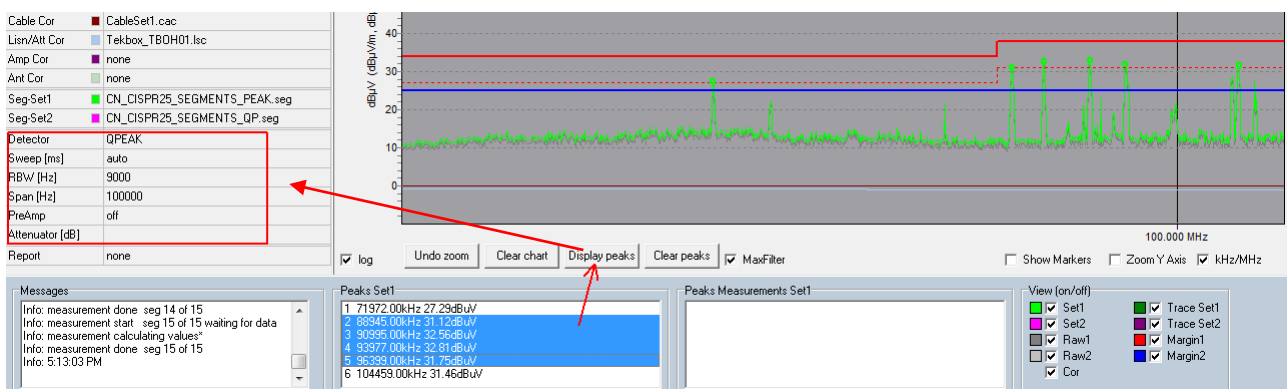 Cable Cor CableSet1.cac
Lisn/Att Cor Tekbox_TBOH01.lsc
Amp Cor none
Ant Cor none
Seg-Set1 CN_CISPR25_SEGMENTS_PEAK.seg
Seg-Set2 CN_CISPR25_SEGMENTS_QP.seg
Detector QPEAK
Sweep [ms] auto
RBW [Hz] 9000
Span [Hz] 100000
PreAmp off
Attenuator [dB]
Report none
dBµV (dBµV/m, dBµ
40
30
20
10
0
100.000 MHz
log Undo zoom Clear chart Display peaks Clear peaks MaxFilter Show Markers Zoom Y Axis kHz/MHz
Messages
Info: measurement done seg 14 of 15
Info: measurement start seg 15 of 15 waiting for data
Info: measurement calculating values*
Info: measurement done seg 15 of 15
Info: 5:13:03 PM
Peaks Set1
1 71972.00kHz 27.29dBuV
2 88945.00kHz 31.12dBuV
3 90995.00kHz 32.56dBuV
4 93977.00kHz 32.81dBuV
5 96399.00kHz 31.75dBuV
6 104459.00kHz 31.46dBuV
Peaks Measurements Set1
View (on/off)
Set1 Trace Set1
Set2 Trace Set2
Raw1 Margin1
Raw2 Margin2
Cor